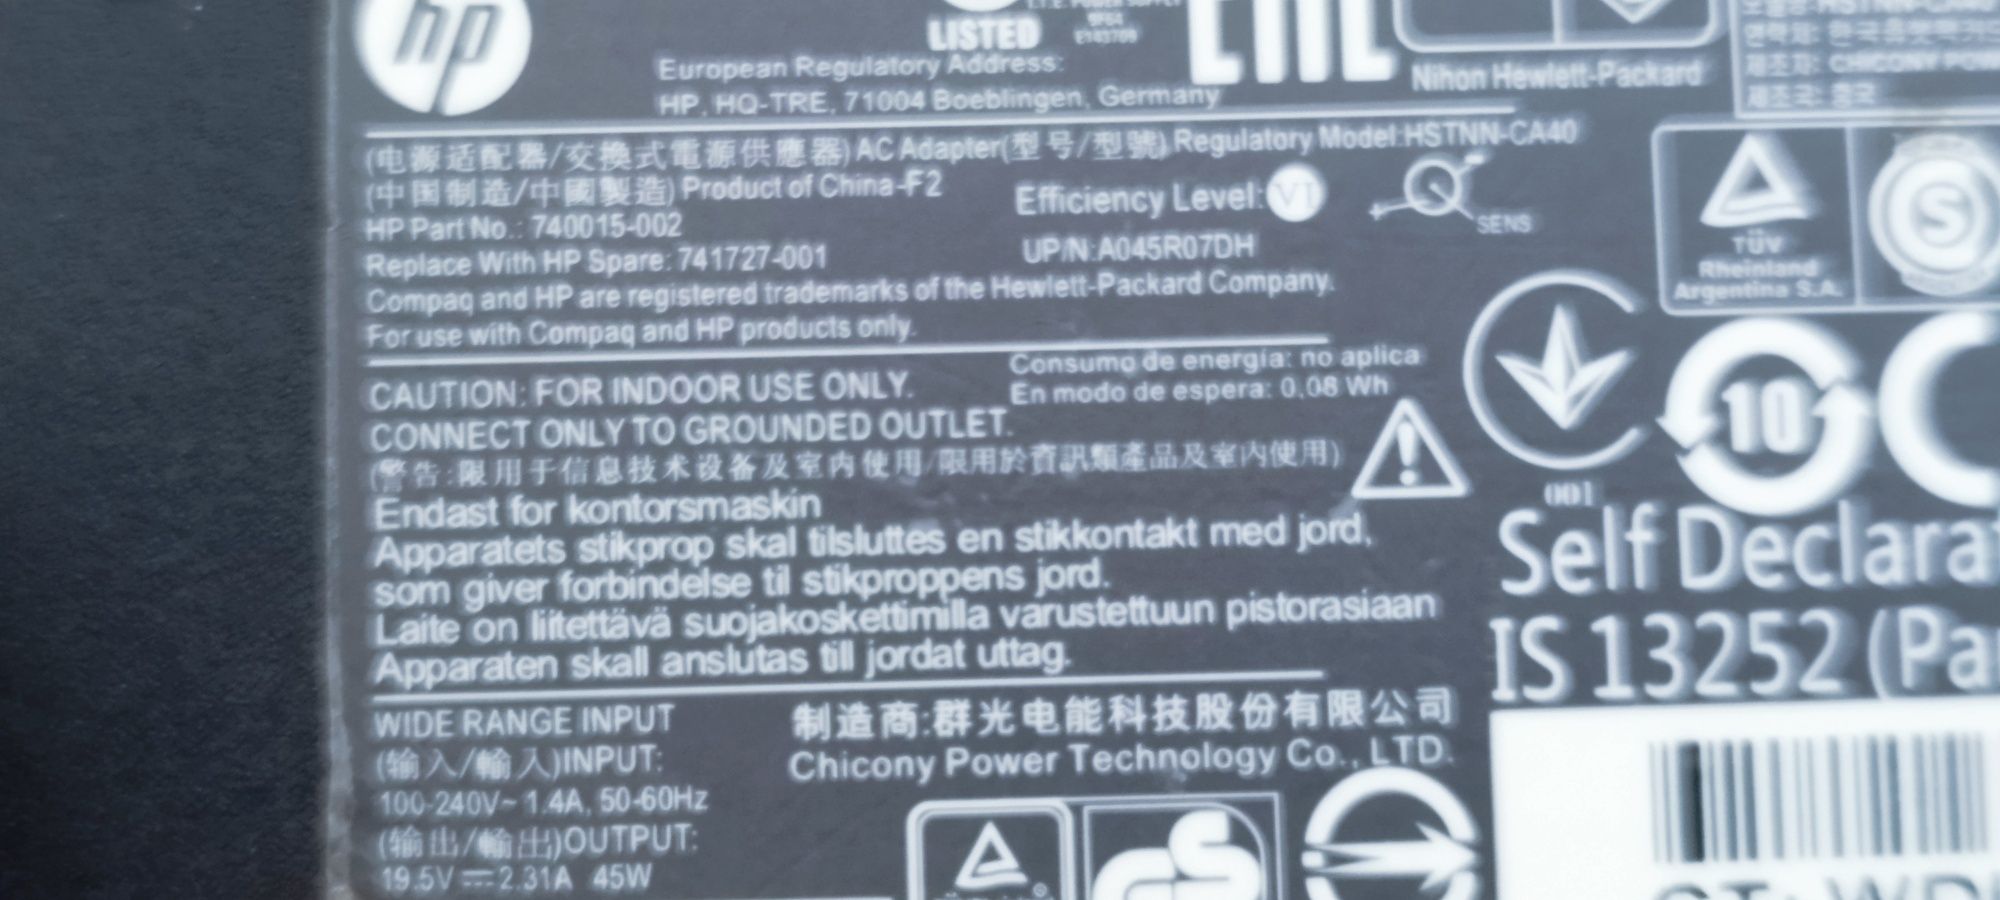 hp
LISTED
European Regulatory Address:
HP, HQ-TRE, 71004 Boeblingen, Germany
Nihon Hewlett-Packard
(电源适配器/交換式電源供應器) AC Adapter(型号/型號) Regulatory Model:HSTNN-CA40
(中国制造/中國製造) Product of China-F2
Efficiency Level: VI
SENS
HP Part No.: 740015-002
Replace With HP Spare: 741727-001
UP/N:A045R07DH
Compaq and HP are registered trademarks of the Hewlett-Packard Company.
For use with Compaq and HP products only.
TÜV
Rheinland
Argentina S.A.
S
CAUTION: FOR INDOOR USE ONLY.
CONNECT ONLY TO GROUNDED OUTLET.
Consumo de energía: no aplica
En modo de espera: 0.08 Wh
(警告:限用于信息技术设备及室内使用/限用於資訊類產品及室內使用)
Endast for kontorsmaskin
Apparatets stikprop skal tilsluttes en stikkontakt med jord,
som giver forbindelse til stikproppens jord.
Laite on liitettävä suojakoskettimilla varustettuun pistorasiaan
Apparaten skall anslutas till jordat uttag.
001
10
Self Declarat
IS 13252 (Pa
WIDE RANGE INPUT
(输入/輸入)INPUT:
100-240V~ 1.4A, 50-60Hz
(输出/輸出)OUTPUT:
19.5V⎓2.31A 45W
制造商:群光电能科技股份有限公司
Chicony Power Technology Co., LTD.
GS